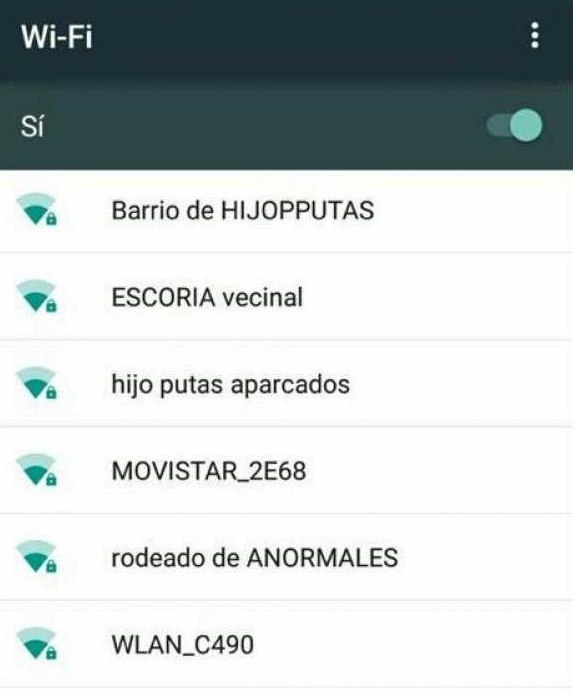 Wi-Fi
Sí
Barrio de HIJOPPUTAS
ESCORIA vecinal
hijo putas aparcados
MOVISTAR_2E68
rodeado de ANORMALES
WLAN_C490